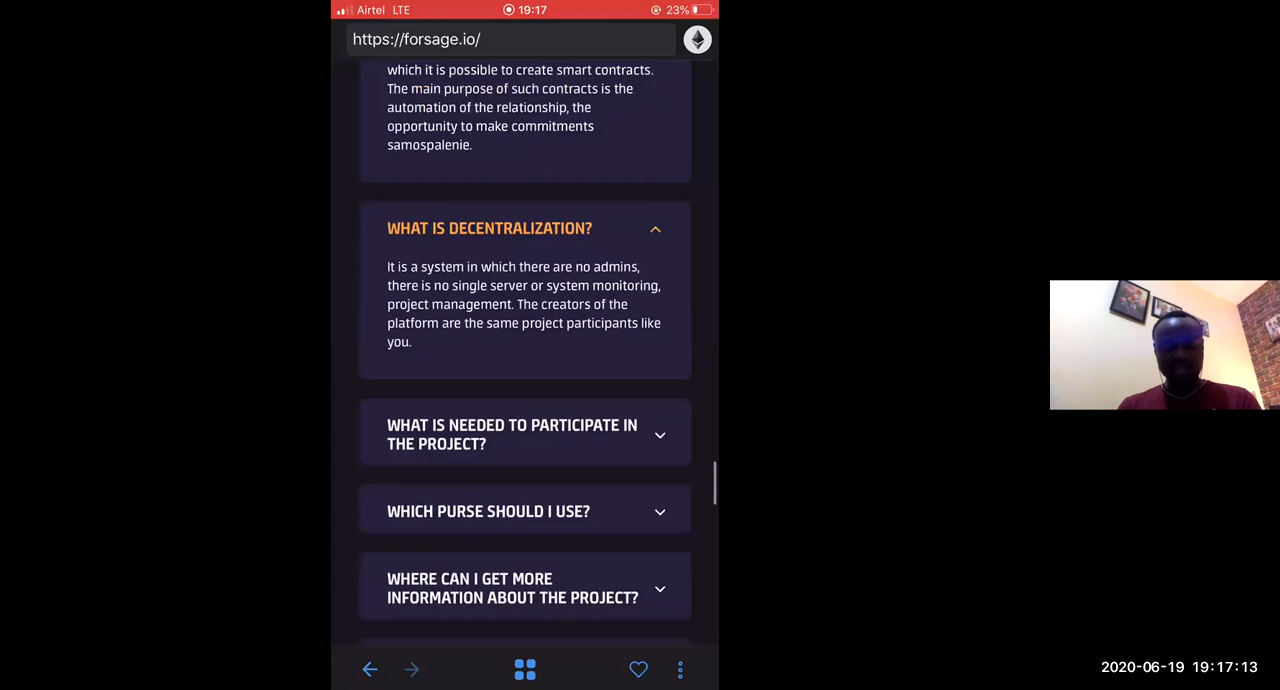 Airtel LTE 19:17 23%
https://forsage.io/
which it is possible to create smart contracts.
The main purpose of such contracts is the
automation of the relationship, the
opportunity to make commitments
samospalenie.
WHAT IS DECENTRALIZATION?
It is a system in which there are no admins,
there is no single server or system monitoring,
project management. The creators of the
platform are the same project participants like
you.
WHAT IS NEEDED TO PARTICIPATE IN
THE PROJECT?
WHICH PURSE SHOULD I USE?
WHERE CAN I GET MORE
INFORMATION ABOUT THE PROJECT?
2020-06-19 19:17:13